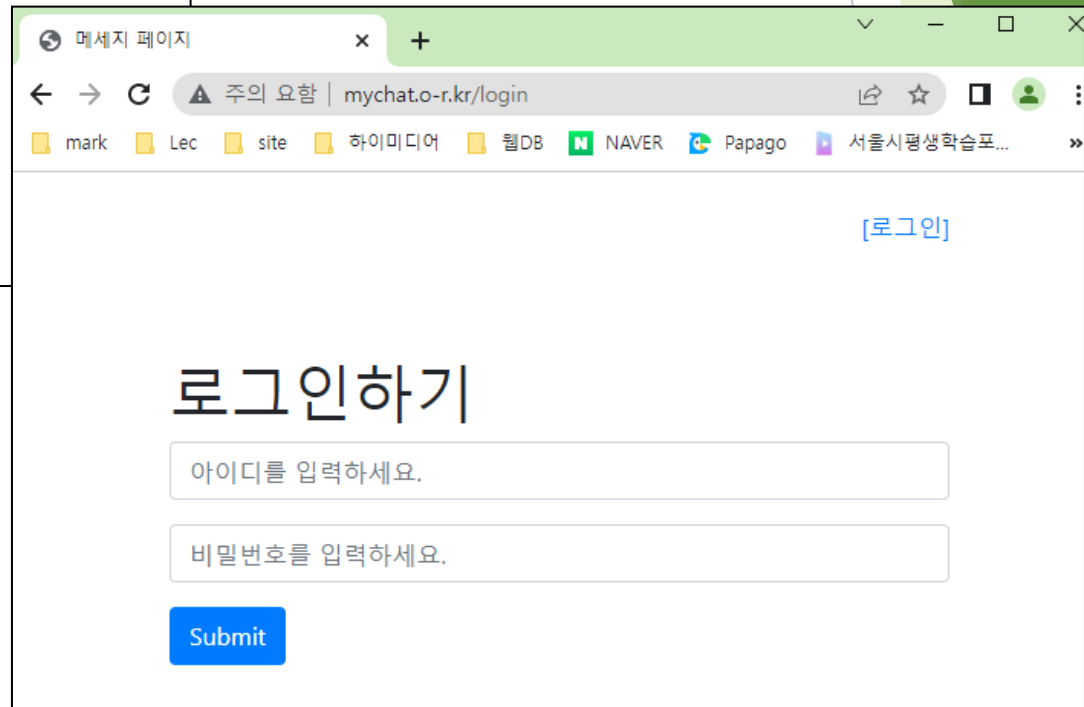 메세지 페이지
주의 요함 mychat.o-r.kr/login
mark Lec site 하이미디어 웹DB N NAVER Papago 서울시평생학습포...
[로그인]
로그인하기
아이디를 입력하세요.
비밀번호를 입력하세요.
Submit